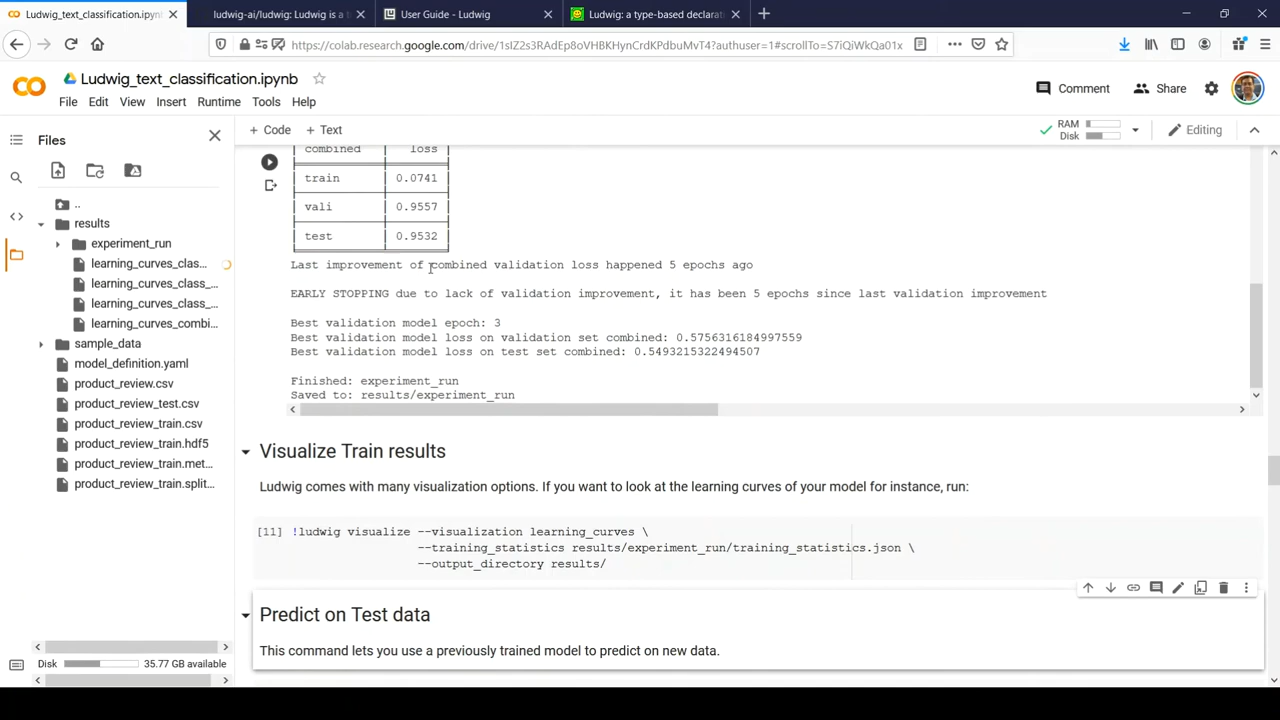 Ludwig_text_classification.ipynb
ludwig-ai/ludwig: Ludwig is a t
User Guide - Ludwig
Ludwig: a type-based declarat
https://colab.research.google.com/drive/1sIZ2s3RAdEp8oVHBKHynCrdKPdbuMvT4?authuser=1#scrollTo=S7iQiWkQa01x
Ludwig_text_classification.ipynb
File Edit View Insert Runtime Tools Help
Comment
Share
Files
+ Code + Text
RAM
Disk
Editing
..
results
experiment_run
learning_curves_clas...
learning_curves_class_...
learning_curves_class_...
learning_curves_combi...
sample_data
model_definition.yaml
product_review.csv
product_review_test.csv
product_review_train.csv
product_review_train.hdf5
product_review_train.met...
product_review_train.split...
Disk 35.77 GB available
combined loss
train 0.0741
vali 0.9557
test 0.9532
Last improvement of combined validation loss happened 5 epochs ago
EARLY STOPPING due to lack of validation improvement, it has been 5 epochs since last validation improvement
Best validation model epoch: 3
Best validation model loss on validation set combined: 0.5756316184997559
Best validation model loss on test set combined: 0.5493215322494507
Finished: experiment_run
Saved to: results/experiment_run
Visualize Train results
Ludwig comes with many visualization options. If you want to look at the learning curves of your model for instance, run:
[11] !ludwig visualize --visualization learning_curves \
--training_statistics results/experiment_run/training_statistics.json \
--output_directory results/
Predict on Test data
This command lets you use a previously trained model to predict on new data.